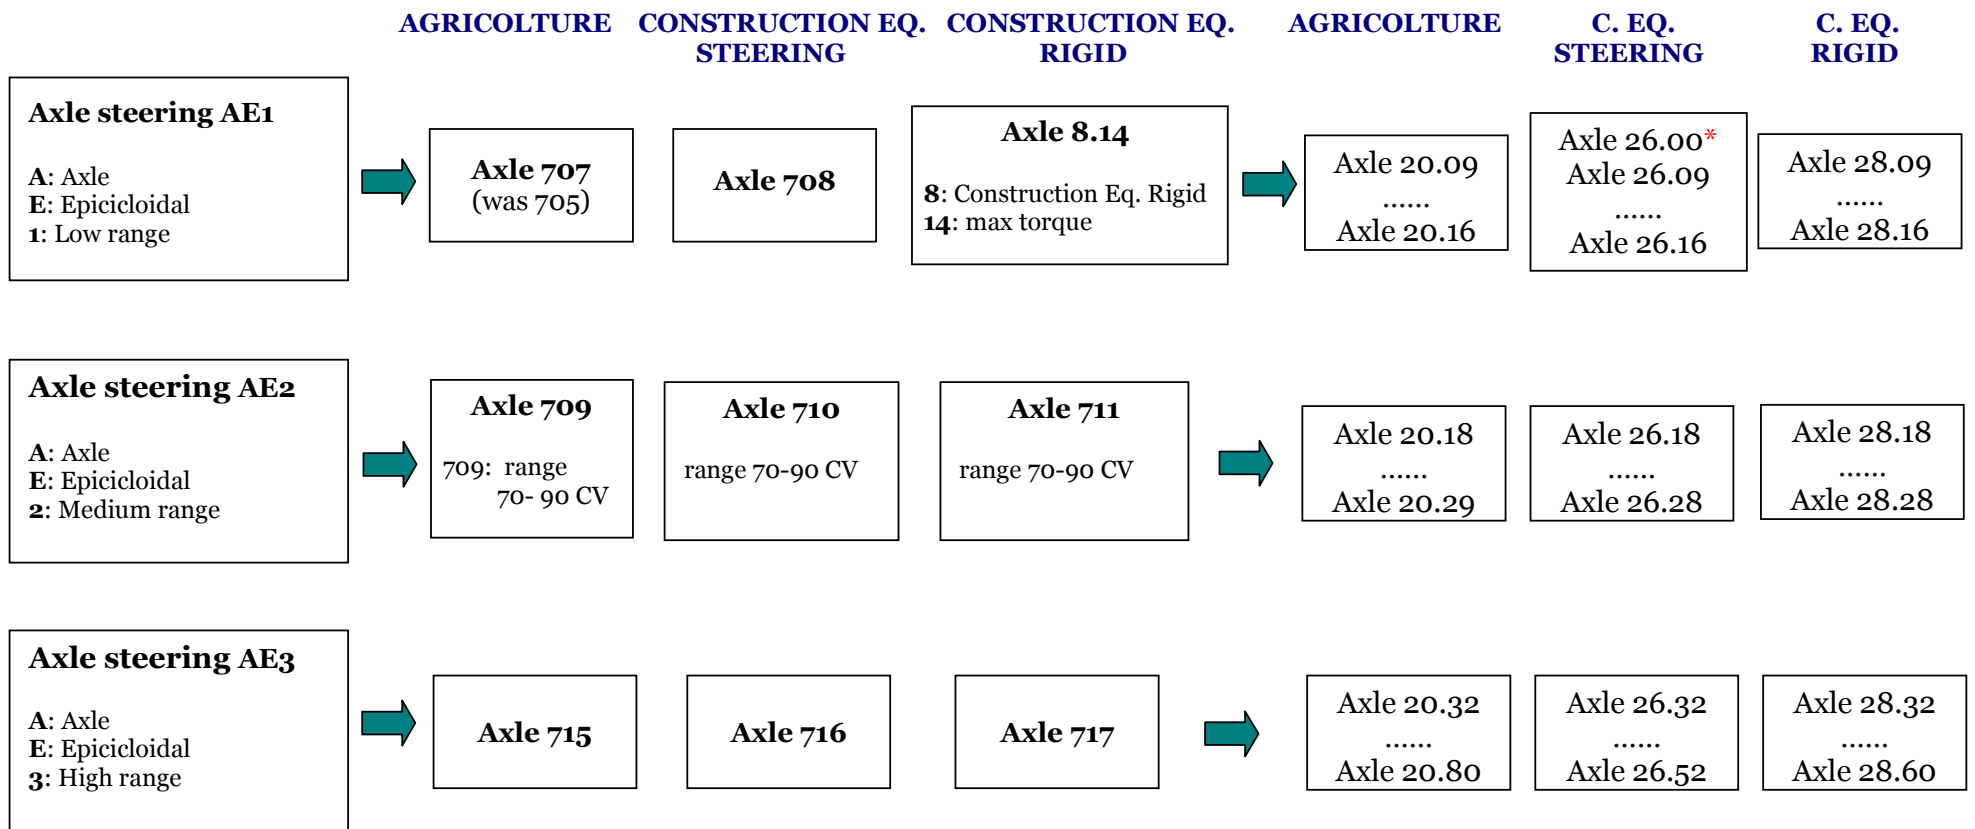 AGRICOLTURE
CONSTRUCTION EQ.
STEERING
CONSTRUCTION EQ.
RIGID
AGRICOLTURE
C. EQ.
STEERING
C. EQ.
RIGID
Axle steering AE1
A: Axle
E: Epicicloidal
1: Low range
Axle 707
(was 705)
Axle 708
Axle 8.14
8: Construction Eq. Rigid
14: max torque
Axle 20.09
......
Axle 20.16
Axle 26.00*
Axle 26.09
......
Axle 26.16
Axle 28.09
......
Axle 28.16
Axle steering AE2
A: Axle
E: Epicicloidal
2: Medium range
Axle 709
709: range
70- 90 CV
Axle 710
range 70-90 CV
Axle 711
range 70-90 CV
Axle 20.18
......
Axle 20.29
Axle 26.18
......
Axle 26.28
Axle 28.18
......
Axle 28.28
Axle steering AE3
A: Axle
E: Epicicloidal
3: High range
Axle 715
Axle 716
Axle 717
Axle 20.32
......
Axle 20.80
Axle 26.32
......
Axle 26.52
Axle 28.32
......
Axle 28.60